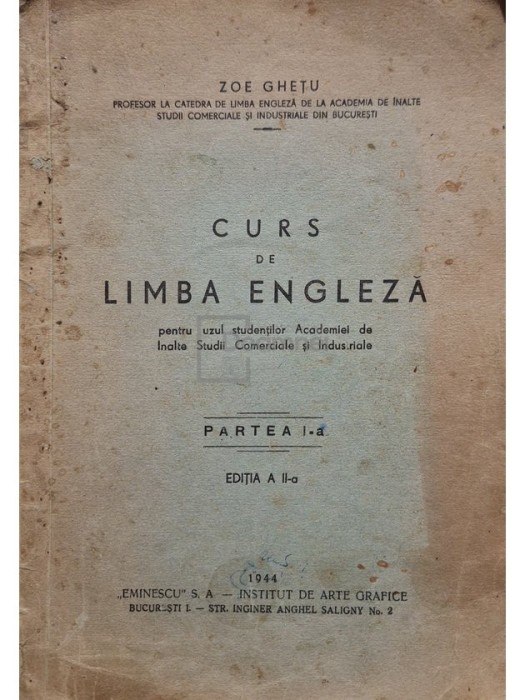 ZOE GHEȚU
PROFESOR LA CATEDRA DE LIMBA ENGLEZĂ DE LA ACADEMIA DE ÎNALTE
STUDII COMERCIALE ȘI INDUSTRIALE DIN BUCUREȘTI
CURS
DE
LIMBA ENGLEZĂ
pentru uzul studenților Academiei de
Inalte Studii Comerciale și Indus.riale
PARTEA I-a
EDIȚIA A II-a
1944
„EMINESCU" S. A — INSTITUT DE ARTE GRAFICE
BUCUREȘTI I. — STR. INGINER ANGHEL SALIGNY No. 2